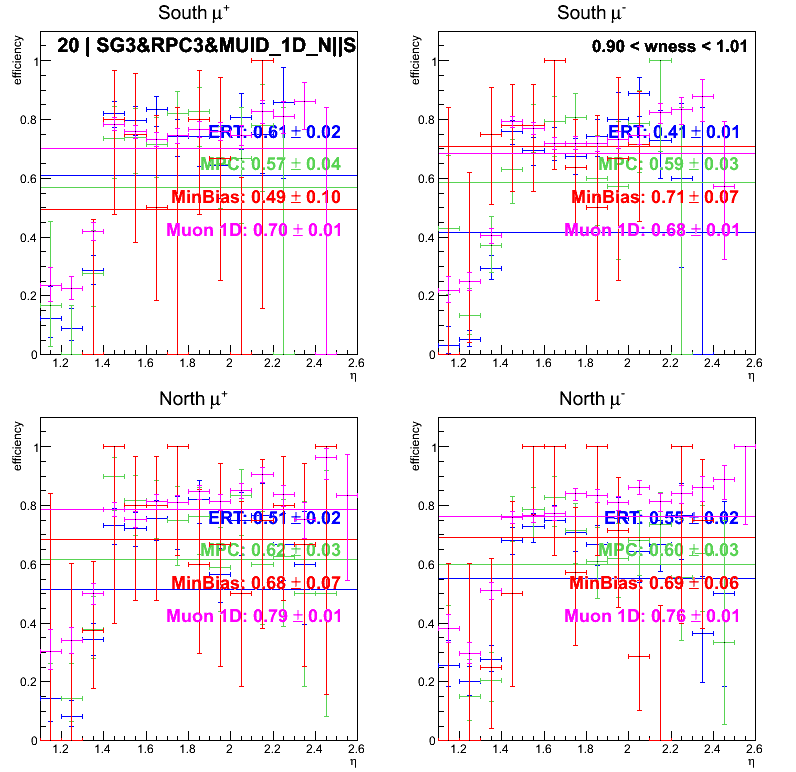 South μ⁺
efficiency
20 | SG3&RPC3&MUID_1D_N||S
ERT: 0.61 ± 0.02
MPC: 0.57 ± 0.04
MinBias: 0.49 ± 0.10
Muon 1D: 0.70 ± 0.01
1
0.8
0.6
0.4
0.2
0
1.2 1.4 1.6 1.8 2 2.2 2.4 2.6
η
South μ⁻
efficiency
0.90 < wness < 1.01
ERT: 0.41 ± 0.01
MPC: 0.59 ± 0.03
MinBias: 0.71 ± 0.07
Muon 1D: 0.68 ± 0.01
1
0.8
0.6
0.4
0.2
0
1.2 1.4 1.6 1.8 2 2.2 2.4 2.6
η
North μ⁺
efficiency
ERT: 0.51 ± 0.02
MPC: 0.62 ± 0.03
MinBias: 0.68 ± 0.07
Muon 1D: 0.79 ± 0.01
1
0.8
0.6
0.4
0.2
0
1.2 1.4 1.6 1.8 2 2.2 2.4 2.6
η
North μ⁻
efficiency
ERT: 0.55 ± 0.02
MPC: 0.60 ± 0.03
MinBias: 0.69 ± 0.06
Muon 1D: 0.76 ± 0.01
1
0.8
0.6
0.4
0.2
0
1.2 1.4 1.6 1.8 2 2.2 2.4 2.6
η